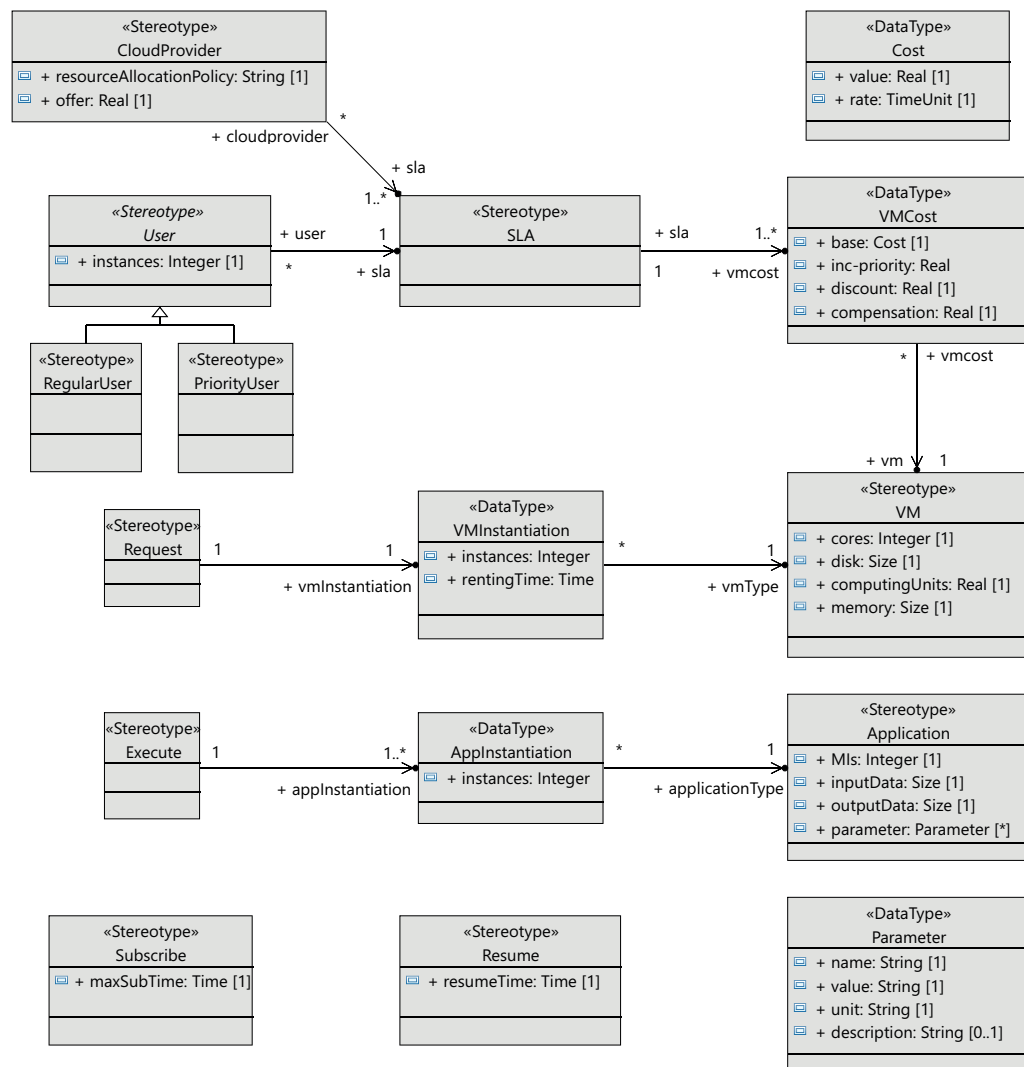 «Stereotype»
CloudProvider
+ resourceAllocationPolicy: String [1]
+ offer: Real [1]
«DataType»
Cost
+ value: Real [1]
+ rate: TimeUnit [1]
*
+ cloudprovider
+ sla
1..*
«Stereotype»
User
+ instances: Integer [1]
+ user
1
*
+ sla
«Stereotype»
SLA
+ sla
1..*
1
+ vmcost
«DataType»
VMCost
+ base: Cost [1]
+ inc-priority: Real
+ discount: Real [1]
+ compensation: Real [1]
«Stereotype»
RegularUser
«Stereotype»
PriorityUser
*
+ vmcost
+ vm
1
«Stereotype»
Request
1
1
+ vmInstantiation
«DataType»
VMInstantiation
+ instances: Integer
+ rentingTime: Time
*
1
+ vmType
«Stereotype»
VM
+ cores: Integer [1]
+ disk: Size [1]
+ computingUnits: Real [1]
+ memory: Size [1]
«Stereotype»
Execute
1
1..*
+ appInstantiation
«DataType»
AppInstantiation
+ instances: Integer
*
1
+ applicationType
«Stereotype»
Application
+ MIs: Integer [1]
+ inputData: Size [1]
+ outputData: Size [1]
+ parameter: Parameter [*]
«Stereotype»
Subscribe
+ maxSubTime: Time [1]
«Stereotype»
Resume
+ resumeTime: Time [1]
«DataType»
Parameter
+ name: String [1]
+ value: String [1]
+ unit: String [1]
+ description: String [0..1]